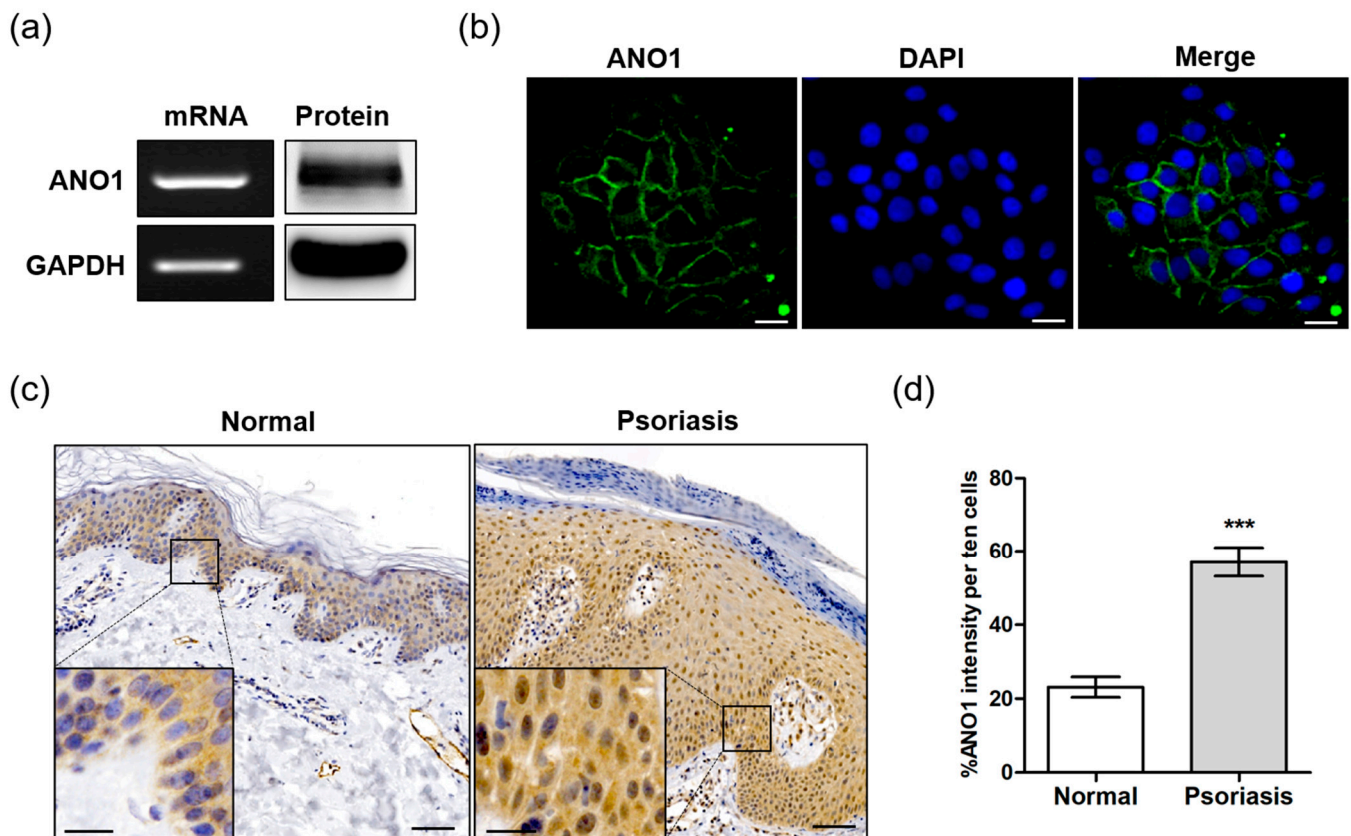 (a)
mRNA Protein
ANO1
GAPDH
(b)
ANO1 DAPI Merge
(c)
Normal Psoriasis
(d)
%ANO1 intensity per ten cells
80
60
40
20
0
***
Normal Psoriasis